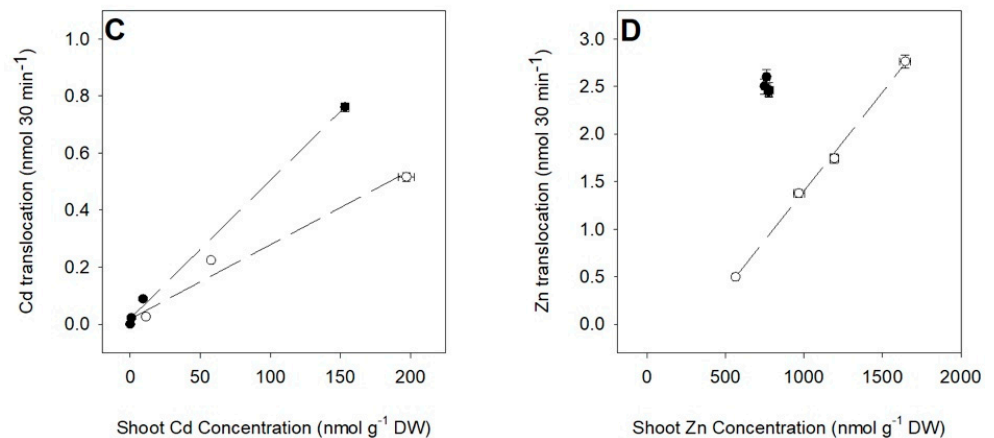 C
Cd translocation (nmol 30 min⁻¹)
1.0
0.8
0.6
0.4
0.2
0.0
0 50 100 150 200
Shoot Cd Concentration (nmol g⁻¹ DW)
D
Zn translocation (nmol 30 min⁻¹)
3.0
2.5
2.0
1.5
1.0
0.5
0.0
0 500 1000 1500 2000
Shoot Zn Concentration (nmol g⁻¹ DW)